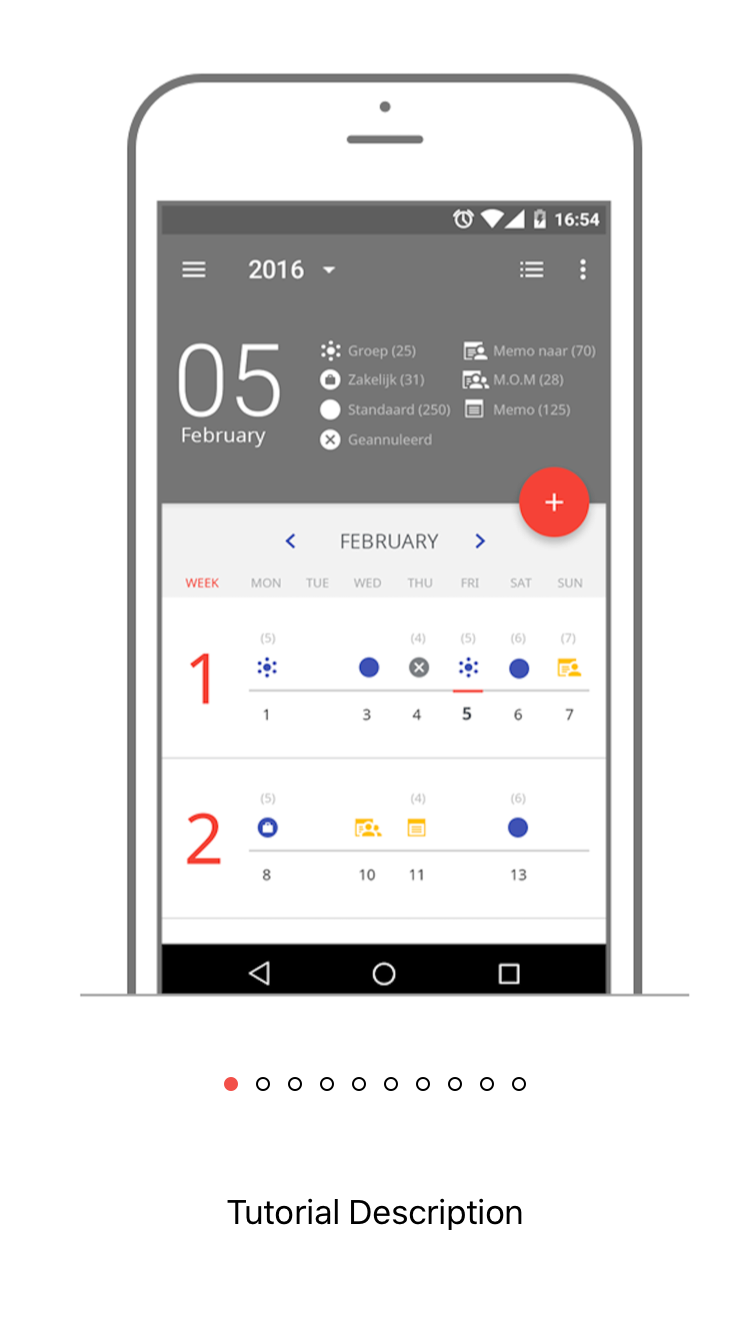 16:54
2016
05
February
Groep (25)
Zakelijk (31)
Standaard (250)
Geannuleerd
Memo naar (70)
M.O.M (28)
Memo (125)
+
FEBRUARY
WEEK MON TUE WED THU FRI SAT SUN
(5) (4) (5) (6) (7)
1
1 3 4 5 6 7
(5) (4) (6)
2
8 10 11 13
Tutorial Description